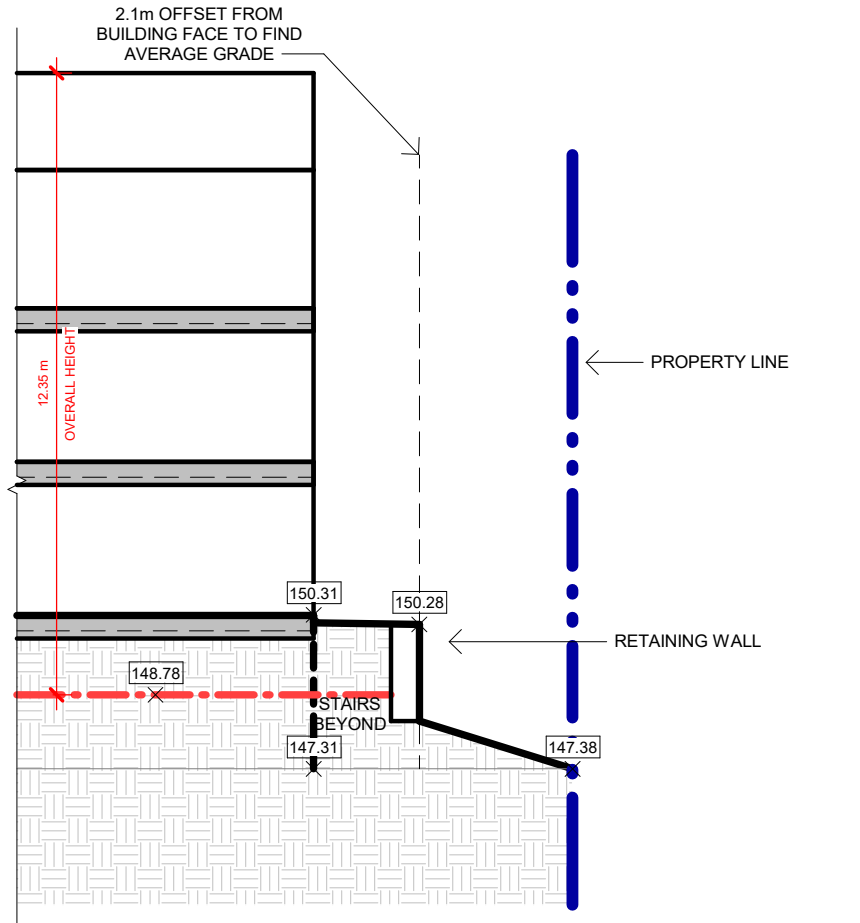 2.1m OFFSET FROM
BUILDING FACE TO FIND
AVERAGE GRADE
12.35 m
OVERALL HEIGHT
PROPERTY LINE
150.31
150.28
RETAINING WALL
148.78
STAIRS
BEYOND
147.31
147.38